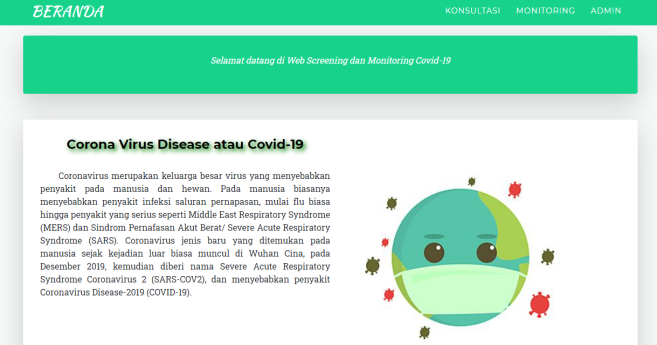 BERANDA
KONSULTASI MONITORING ADMIN
Selamat datang di Web Screening dan Monitoring Covid-19
Corona Virus Disease atau Covid-19
Coronavirus merupakan keluarga besar virus yang menyebabkan
penyakit pada manusia dan hewan. Pada manusia biasanya
menyebabkan penyakit infeksi saluran pernapasan, mulai flu biasa
hingga penyakit yang serius seperti Middle East Respiratory Syndrome
(MERS) dan Sindrom Pernafasan Akut Berat/ Severe Acute Respiratory
Syndrome (SARS). Coronavirus jenis baru yang ditemukan pada
manusia sejak kejadian luar biasa muncul di Wuhan Cina, pada
Desember 2019, kemudian diberi nama Severe Acute Respiratory
Syndrome Coronavirus 2 (SARS-COV2), dan menyebabkan penyakit
Coronavirus Disease-2019 (COVID-19).